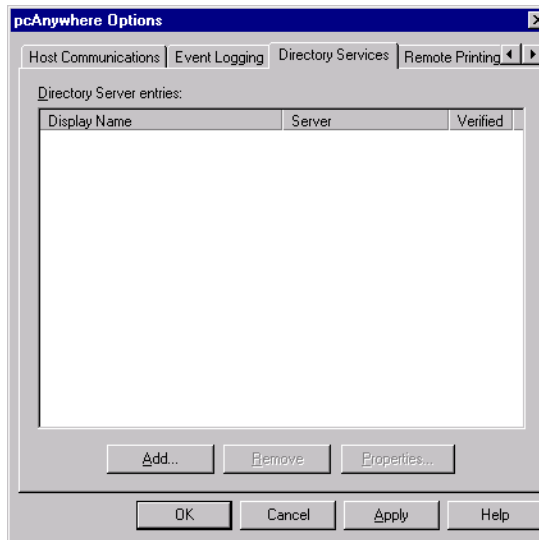 pcAnywhere Options
Host Communications Event Logging Directory Services Remote Printing
Directory Server entries:
Display Name Server Verified
Add... Remove Properties...
OK Cancel Apply Help